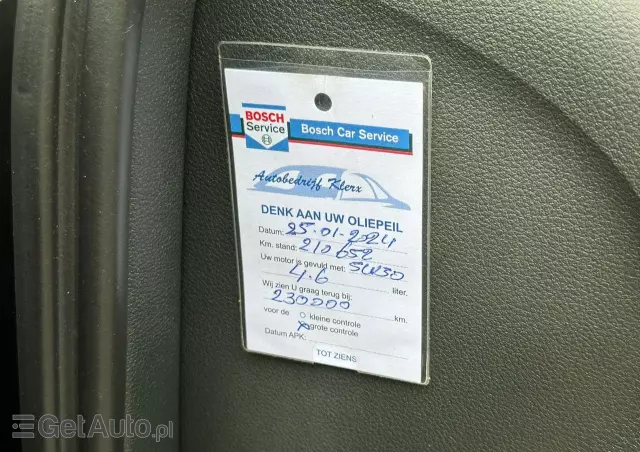 BOSCH
Service
Bosch Car Service
Autobedrijf Klerx
DENK AAN UW OLIEPEIL
Datum: 25-01-2024
Km. stand: 210652
Uw motor is gevuld met: 5W30
4.6 liter.
Wij zien U graag terug bij:
230000 km.
voor de kleine controle
grote controle
Datum APK:
TOT ZIENS
GetAuto.pl